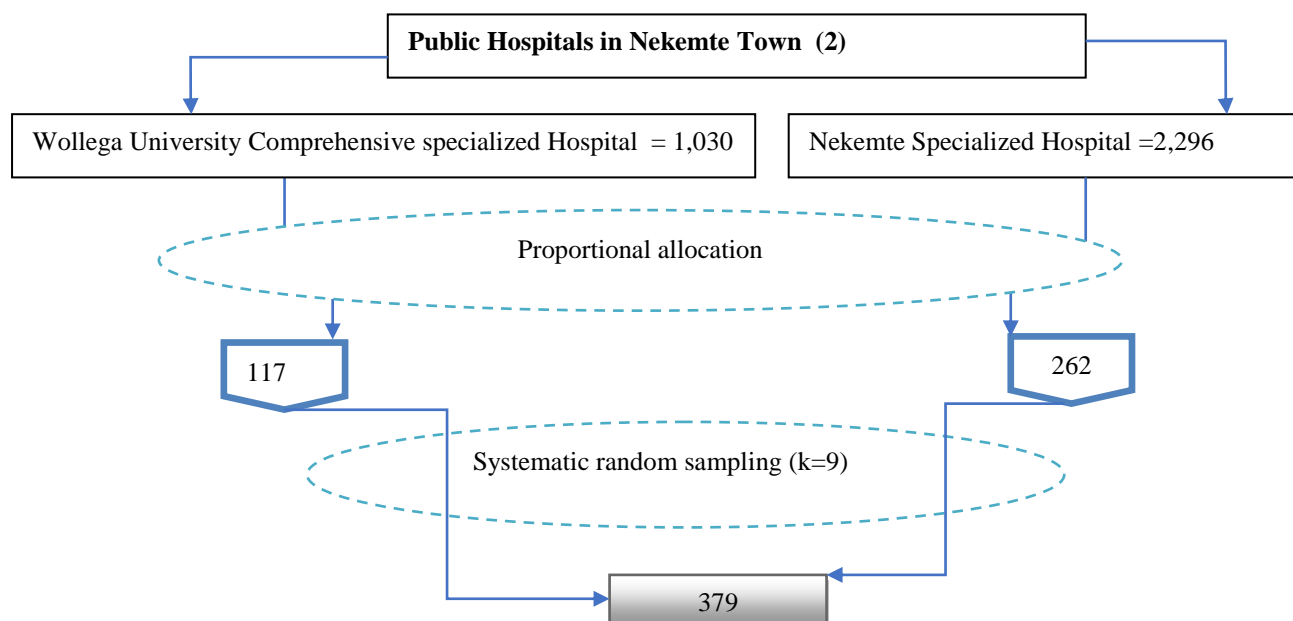 Public Hospitals in Nekemte Town (2)
Wollega University Comprehensive specialized Hospital = 1,030
Nekemte Specialized Hospital =2,296
Proportional allocation
117
262
Systematic random sampling (k=9)
379